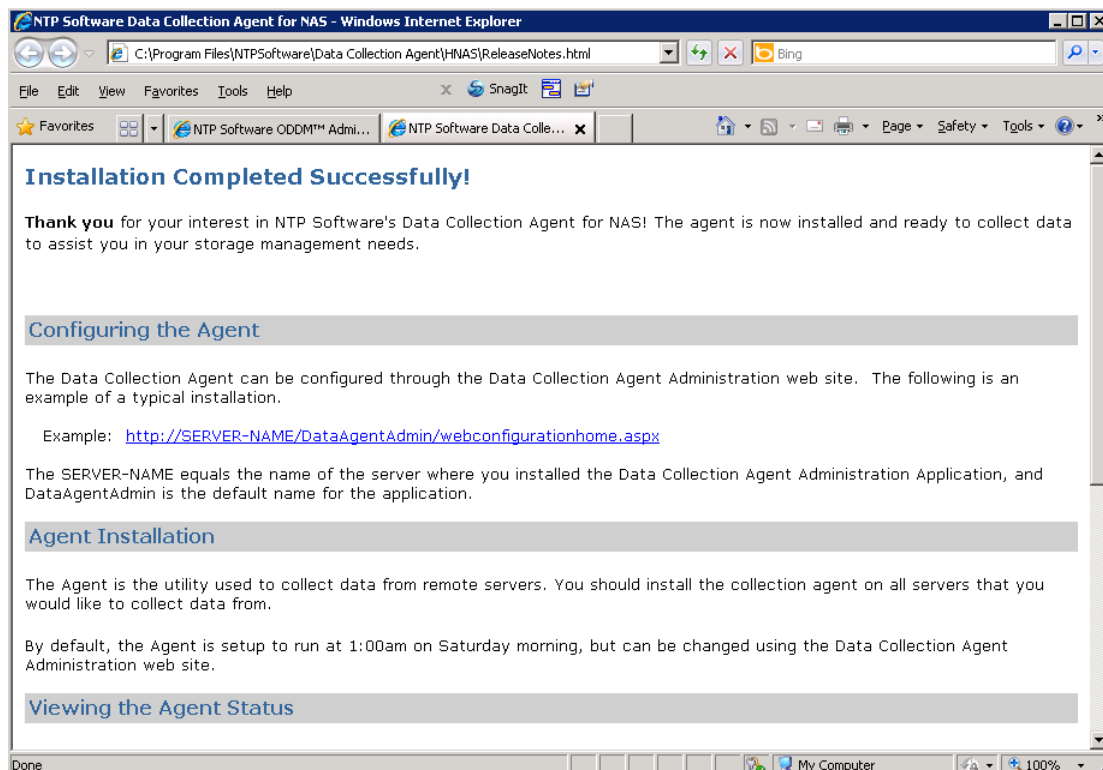 NTP Software Data Collection Agent for NAS - Windows Internet Explorer
C:\Program Files\NTPSoftware\Data Collection Agent\HNAS\ReleaseNotes.html
Bing
File Edit View Favorites Tools Help
x SnagIt
Favorites
NTP Software ODDM™ Admi...
NTP Software Data Colle...
Page Safety Tools
Installation Completed Successfully!
Thank you for your interest in NTP Software's Data Collection Agent for NAS! The agent is now installed and ready to collect data
to assist you in your storage management needs.
Configuring the Agent
The Data Collection Agent can be configured through the Data Collection Agent Administration web site. The following is an
example of a typical installation.
Example: http://SERVER-NAME/DataAgentAdmin/webconfigurationhome.aspx
The SERVER-NAME equals the name of the server where you installed the Data Collection Agent Administration Application, and
DataAgentAdmin is the default name for the application.
Agent Installation
The Agent is the utility used to collect data from remote servers. You should install the collection agent on all servers that you
would like to collect data from.
By default, the Agent is setup to run at 1:00am on Saturday morning, but can be changed using the Data Collection Agent
Administration web site.
Viewing the Agent Status
Done
My Computer
100%